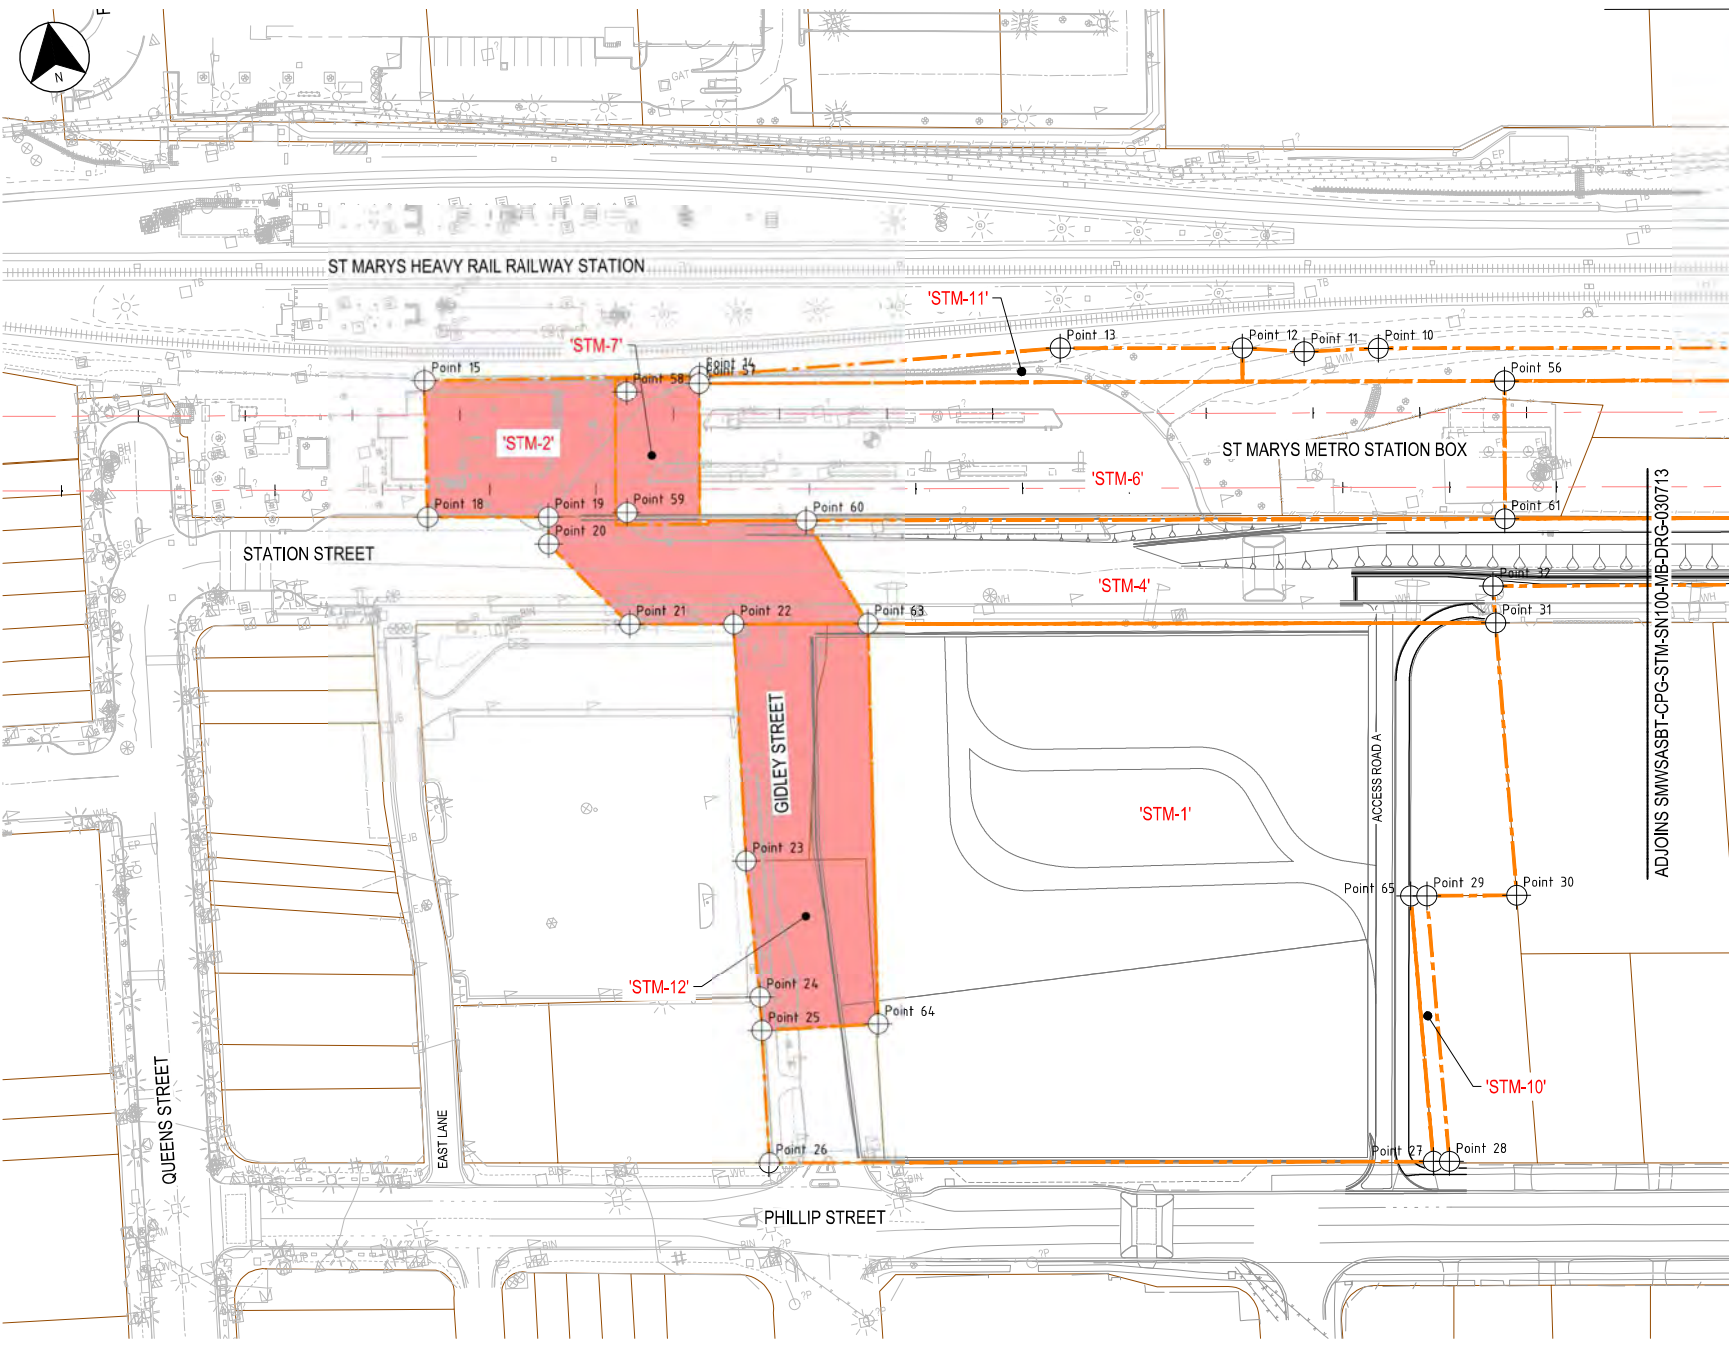 N
ST MARYS HEAVY RAIL RAILWAY STATION
'STM-11'
'STM-7'
Point 13
Point 12
Point 11
Point 10
Point 15
Point 14
Point 57
Point 58
Point 56
'STM-2'
ST MARYS METRO STATION BOX
'STM-6'
Point 18
Point 19
Point 59
Point 60
Point 61
Point 20
STATION STREET
'STM-4'
Point 32
Point 21
Point 22
Point 63
Point 31
ADJOINS SMWSASBT-CPG-STM-SN100-MB-DRG-030713
GIDLEY STREET
ACCESS ROAD A
'STM-1'
Point 23
Point 65
Point 29
Point 30
'STM-12'
Point 24
Point 25
Point 64
QUEENS STREET
EAST LANE
'STM-10'
Point 26
Point 27
Point 28
PHILLIP STREET